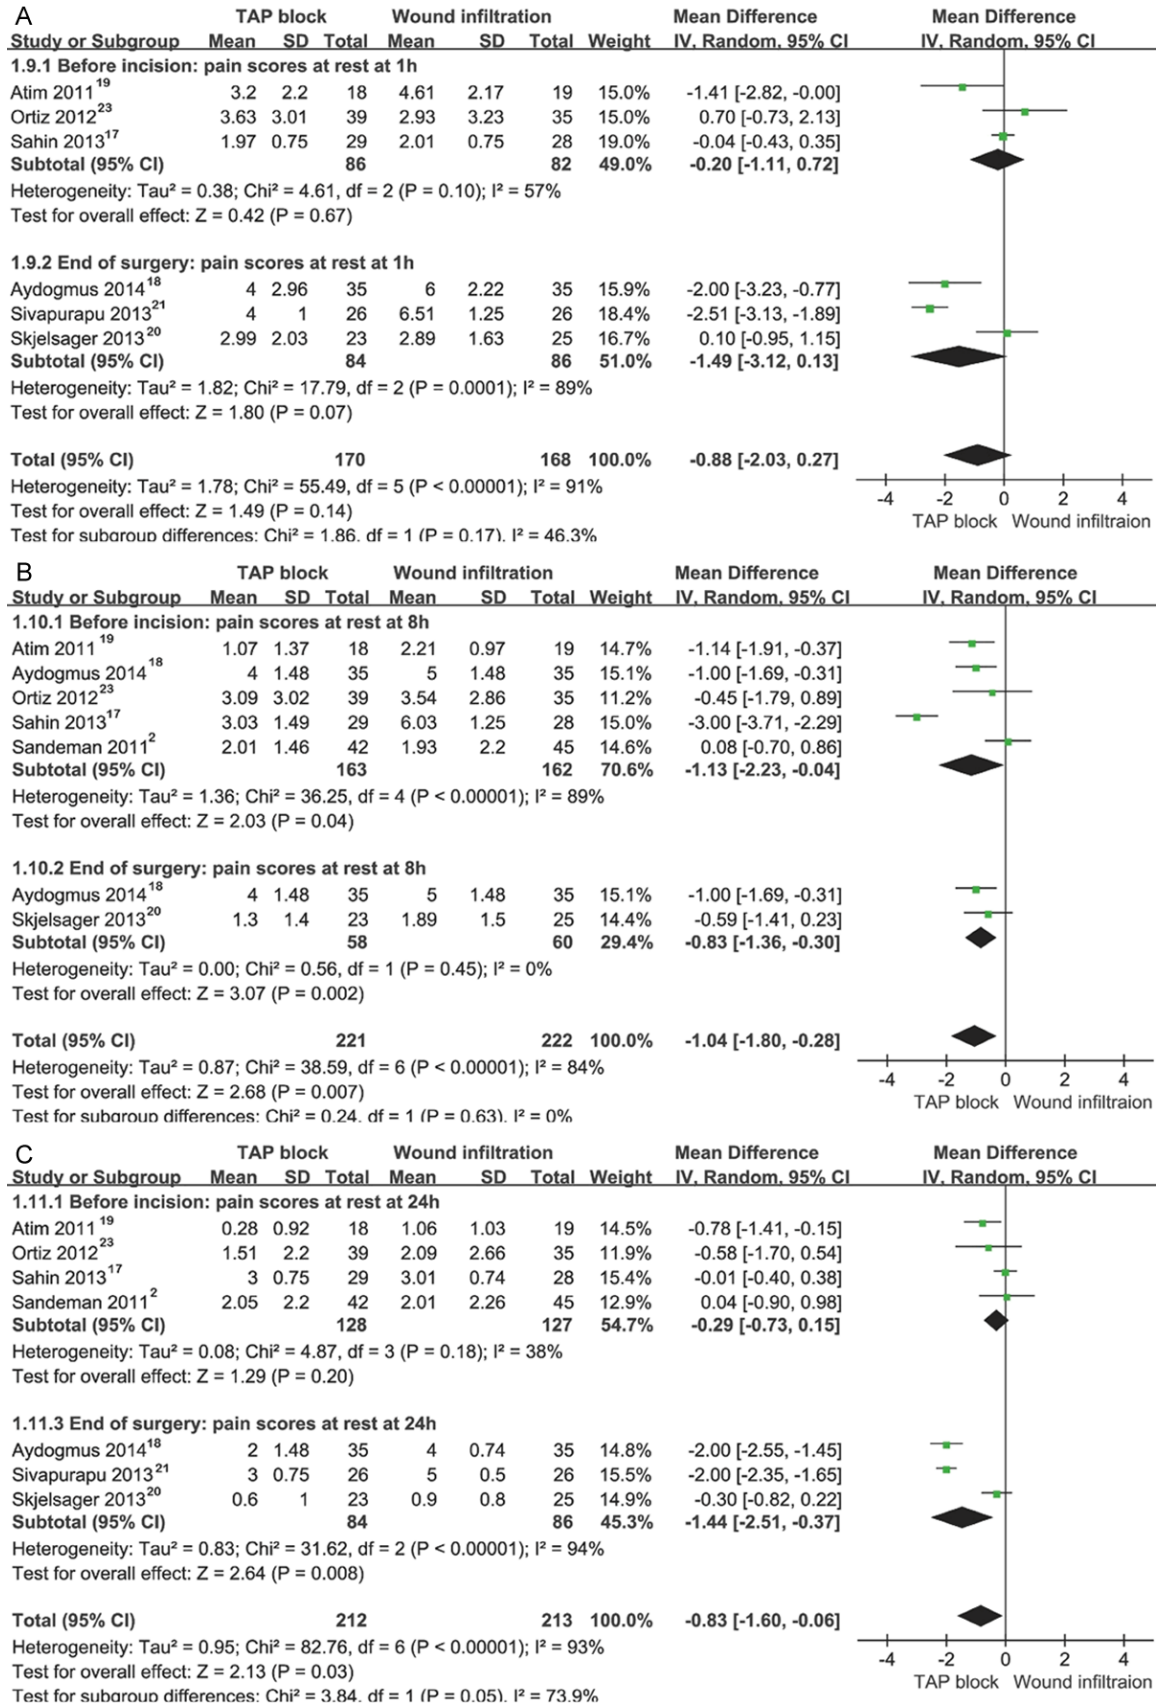 A
TAP block Wound infiltration Mean Difference Mean Difference
Study or Subgroup Mean SD Total Mean SD Total Weight IV, Random, 95% CI IV, Random, 95% CI
1.9.1 Before incision: pain scores at rest at 1h
Atim 2011¹⁹ 3.2 2.2 18 4.61 2.17 19 15.0% -1.41 [-2.82, -0.00]
Ortiz 2012²³ 3.63 3.01 39 2.93 3.23 35 15.0% 0.70 [-0.73, 2.13]
Sahin 2013¹⁷ 1.97 0.75 29 2.01 0.75 28 19.0% -0.04 [-0.43, 0.35]
Subtotal (95% CI) 86 82 49.0% -0.20 [-1.11, 0.72]
Heterogeneity: Tau² = 0.38; Chi² = 4.61, df = 2 (P = 0.10); I² = 57%
Test for overall effect: Z = 0.42 (P = 0.67)
1.9.2 End of surgery: pain scores at rest at 1h
Aydogmus 2014¹⁸ 4 2.96 35 6 2.22 35 15.9% -2.00 [-3.23, -0.77]
Sivapurapu 2013²¹ 4 1 26 6.51 1.25 26 18.4% -2.51 [-3.13, -1.89]
Skjelsager 2013²⁰ 2.99 2.03 23 2.89 1.63 25 16.7% 0.10 [-0.95, 1.15]
Subtotal (95% CI) 84 86 51.0% -1.49 [-3.12, 0.13]
Heterogeneity: Tau² = 1.82; Chi² = 17.79, df = 2 (P = 0.0001); I² = 89%
Test for overall effect: Z = 1.80 (P = 0.07)
Total (95% CI) 170 168 100.0% -0.88 [-2.03, 0.27]
Heterogeneity: Tau² = 1.78; Chi² = 55.49, df = 5 (P < 0.00001); I² = 91%
Test for overall effect: Z = 1.49 (P = 0.14)
Test for subgroup differences: Chi² = 1.86, df = 1 (P = 0.17), I² = 46.3%
-4 -2 0 2 4
TAP block Wound infiltraion
B
TAP block Wound infiltration Mean Difference Mean Difference
Study or Subgroup Mean SD Total Mean SD Total Weight IV, Random, 95% CI IV, Random, 95% CI
1.10.1 Before incision: pain scores at rest at 8h
Atim 2011¹⁹ 1.07 1.37 18 2.21 0.97 19 14.7% -1.14 [-1.91, -0.37]
Aydogmus 2014¹⁸ 4 1.48 35 5 1.48 35 15.1% -1.00 [-1.69, -0.31]
Ortiz 2012²³ 3.09 3.02 39 3.54 2.86 35 11.2% -0.45 [-1.79, 0.89]
Sahin 2013¹⁷ 3.03 1.49 29 6.03 1.25 28 15.0% -3.00 [-3.71, -2.29]
Sandeman 2011² 2.01 1.46 42 1.93 2.2 45 14.6% 0.08 [-0.70, 0.86]
Subtotal (95% CI) 163 162 70.6% -1.13 [-2.23, -0.04]
Heterogeneity: Tau² = 1.36; Chi² = 36.25, df = 4 (P < 0.00001); I² = 89%
Test for overall effect: Z = 2.03 (P = 0.04)
1.10.2 End of surgery: pain scores at rest at 8h
Aydogmus 2014¹⁸ 4 1.48 35 5 1.48 35 15.1% -1.00 [-1.69, -0.31]
Skjelsager 2013²⁰ 1.3 1.4 23 1.89 1.5 25 14.4% -0.59 [-1.41, 0.23]
Subtotal (95% CI) 58 60 29.4% -0.83 [-1.36, -0.30]
Heterogeneity: Tau² = 0.00; Chi² = 0.56, df = 1 (P = 0.45); I² = 0%
Test for overall effect: Z = 3.07 (P = 0.002)
Total (95% CI) 221 222 100.0% -1.04 [-1.80, -0.28]
Heterogeneity: Tau² = 0.87; Chi² = 38.59, df = 6 (P < 0.00001); I² = 84%
Test for overall effect: Z = 2.68 (P = 0.007)
Test for subgroup differences: Chi² = 0.24, df = 1 (P = 0.63), I² = 0%
-4 -2 0 2 4
TAP block Wound infiltraion
C
TAP block Wound infiltration Mean Difference Mean Difference
Study or Subgroup Mean SD Total Mean SD Total Weight IV, Random, 95% CI IV, Random, 95% CI
1.11.1 Before incision: pain scores at rest at 24h
Atim 2011¹⁹ 0.28 0.92 18 1.06 1.03 19 14.5% -0.78 [-1.41, -0.15]
Ortiz 2012²³ 1.51 2.2 39 2.09 2.66 35 11.9% -0.58 [-1.70, 0.54]
Sahin 2013¹⁷ 3 0.75 29 3.01 0.74 28 15.4% -0.01 [-0.40, 0.38]
Sandeman 2011² 2.05 2.2 42 2.01 2.26 45 12.9% 0.04 [-0.90, 0.98]
Subtotal (95% CI) 128 127 54.7% -0.29 [-0.73, 0.15]
Heterogeneity: Tau² = 0.08; Chi² = 4.87, df = 3 (P = 0.18); I² = 38%
Test for overall effect: Z = 1.29 (P = 0.20)
1.11.3 End of surgery: pain scores at rest at 24h
Aydogmus 2014¹⁸ 2 1.48 35 4 0.74 35 14.8% -2.00 [-2.55, -1.45]
Sivapurapu 2013²¹ 3 0.75 26 5 0.5 26 15.5% -2.00 [-2.35, -1.65]
Skjelsager 2013²⁰ 0.6 1 23 0.9 0.8 25 14.9% -0.30 [-0.82, 0.22]
Subtotal (95% CI) 84 86 45.3% -1.44 [-2.51, -0.37]
Heterogeneity: Tau² = 0.83; Chi² = 31.62, df = 2 (P < 0.00001); I² = 94%
Test for overall effect: Z = 2.64 (P = 0.008)
Total (95% CI) 212 213 100.0% -0.83 [-1.60, -0.06]
Heterogeneity: Tau² = 0.95; Chi² = 82.76, df = 6 (P < 0.00001); I² = 93%
Test for overall effect: Z = 2.13 (P = 0.03)
Test for subgroup differences: Chi² = 3.84, df = 1 (P = 0.05), I² = 73.9%
-4 -2 0 2 4
TAP block Wound infiltraion